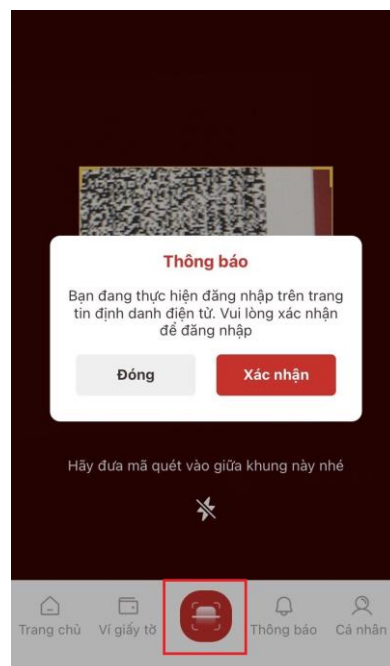 Thông báo
Bạn đang thực hiện đăng nhập trên trang
tin định danh điện tử. Vui lòng xác nhận
để đăng nhập
Đóng
Xác nhận
Hãy đưa mã quét vào giữa khung này nhé
Trang chủ
Ví giấy tờ
Thông báo
Cá nhân